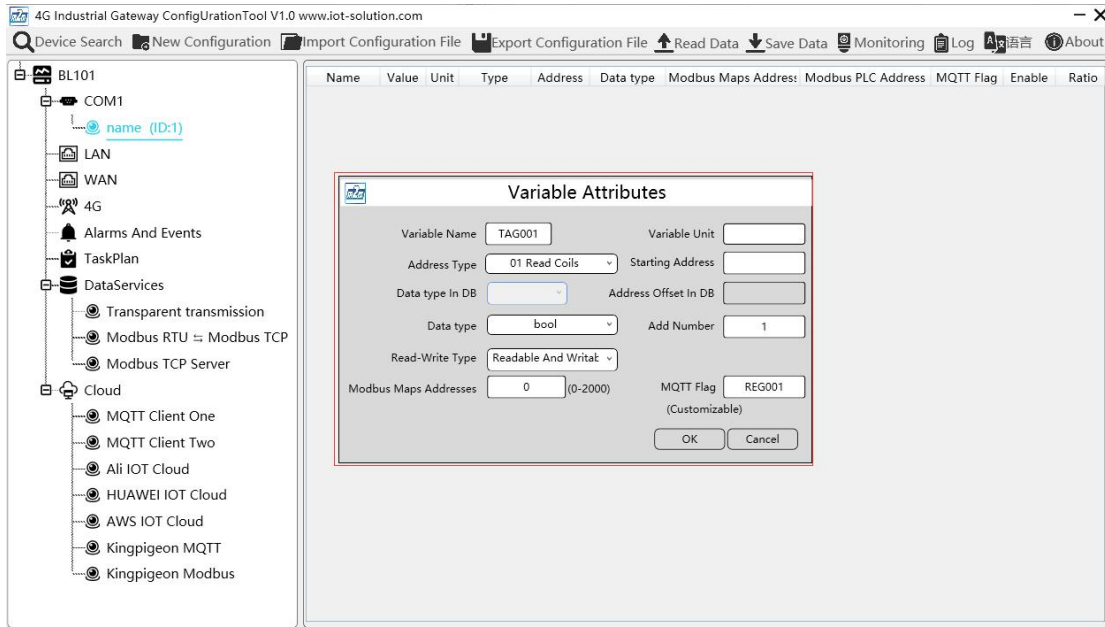 4G Industrial Gateway ConfigUrationTool V1.0 www.iot-solution.com
Device Search New Configuration Import Configuration File Export Configuration File Read Data Save Data Monitoring Log 语言 About
BL101
COM1
name (ID:1)
LAN
WAN
4G
Alarms And Events
TaskPlan
DataServices
Transparent transmission
Modbus RTU ⇆ Modbus TCP
Modbus TCP Server
Cloud
MQTT Client One
MQTT Client Two
Ali IOT Cloud
HUAWEI IOT Cloud
AWS IOT Cloud
Kingpigeon MQTT
Kingpigeon Modbus
Name Value Unit Type Address Data type Modbus Maps Address Modbus PLC Address MQTT Flag Enable Ratio
Variable Attributes
Variable Name TAG001 Variable Unit
Address Type 01 Read Coils Starting Address
Data type In DB Address Offset In DB
Data type bool Add Number 1
Read-Write Type Readable And Writab
Modbus Maps Addresses 0 (0-2000) MQTT Flag REG001
(Customizable)
OK Cancel